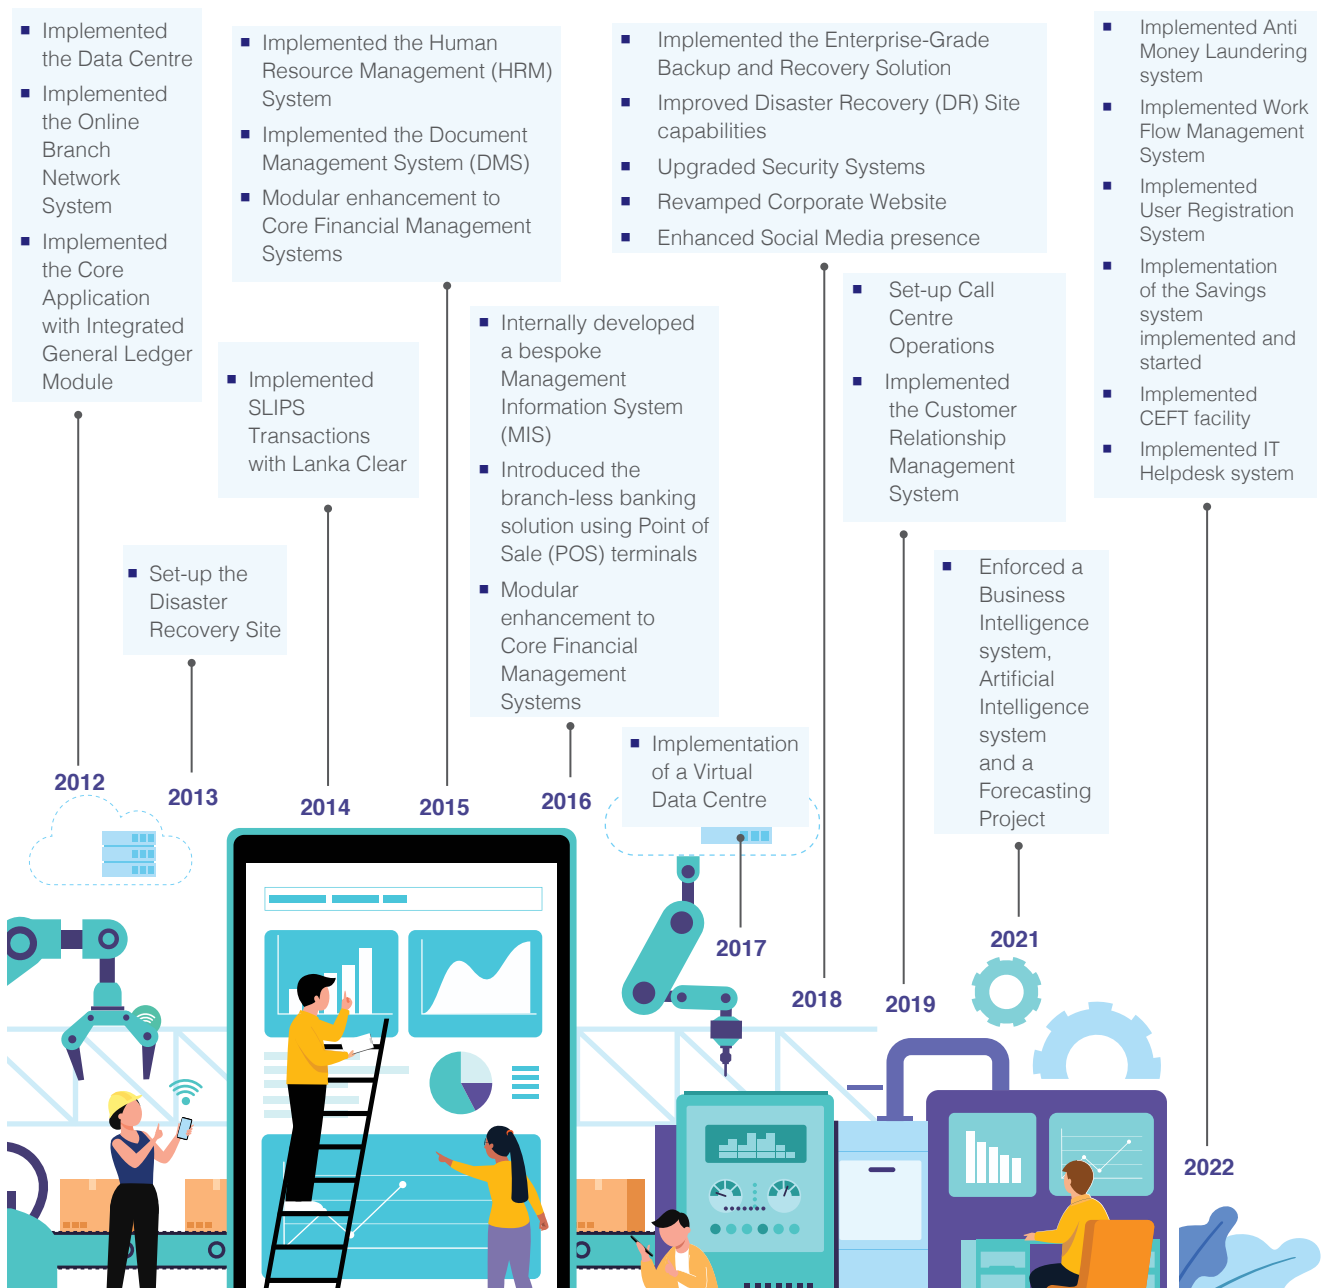 Implemented
the Data Centre
Implemented
the Online
Branch
Network
System
Implemented
the Core
Application
with Integrated
General Ledger
Module
2012
Set-up the
Disaster
Recovery Site
2013
Implemented
SLIPS
Transactions
with Lanka Clear
2014
Implemented the Human
Resource Management (HRM)
System
Implemented the Document
Management System (DMS)
Modular enhancement to
Core Financial Management
Systems
2015
Internally developed
a bespoke
Management
Information System
(MIS)
Introduced the
branch-less banking
solution using Point of
Sale (POS) terminals
Modular
enhancement to
Core Financial
Management
Systems
2016
Implementation
of a Virtual
Data Centre
2017
Implemented the Enterprise-Grade
Backup and Recovery Solution
Improved Disaster Recovery (DR) Site
capabilities
Upgraded Security Systems
Revamped Corporate Website
Enhanced Social Media presence
2018
Set-up Call
Centre
Operations
Implemented
the Customer
Relationship
Management
System
2019
Enforced a
Business
Intelligence
system,
Artificial
Intelligence
system
and a
Forecasting
Project
2021
Implemented Anti
Money Laundering
system
Implemented Work
Flow Management
System
Implemented
User Registration
System
Implementation
of the Savings
system
implemented and
started
Implemented
CEFT facility
Implemented IT
Helpdesk system
2022